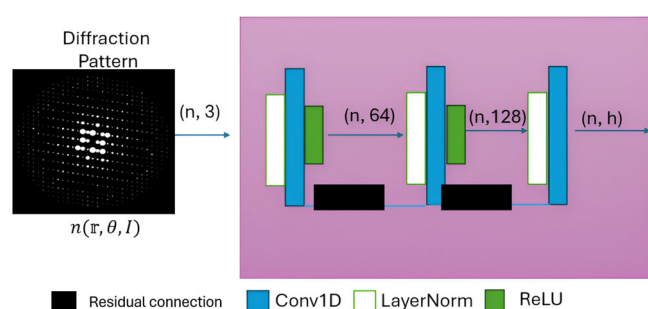 Diffraction
Pattern
(n, 3)
(n, 64)
(n,128)
(n, h)
n(𝕣, θ, I)
Residual connection
Conv1D
LayerNorm
ReLU